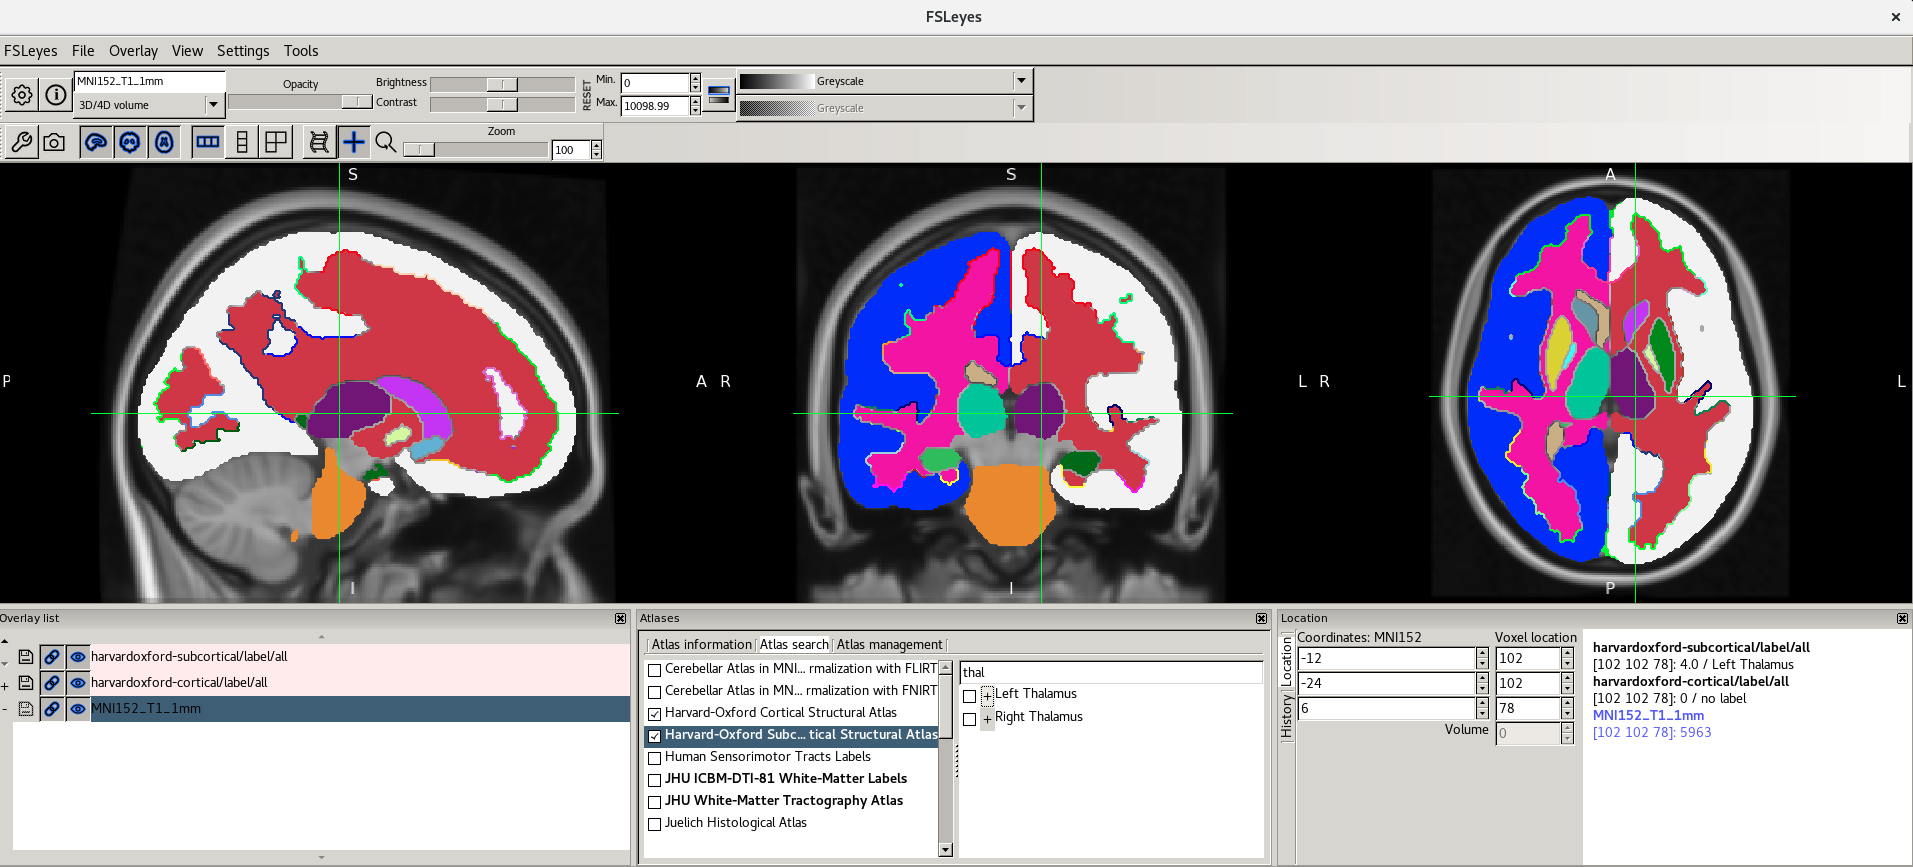 FSLeyes
FSLeyes File Overlay View Settings Tools
MNI152_T1_1mm
3D/4D volume
Opacity
Brightness
Contrast
RESET
Min. 0
Max. 10098.99
Greyscale
Greyscale
Zoom
100
S
P
A
I
S
R
L
I
A
R
L
P
Overlay list
harvardoxford-subcortical/label/all
harvardoxford-cortical/label/all
MNI152_T1_1mm
Atlases
Atlas information Atlas search Atlas management
Cerebellar Atlas in MNI... rmalization with FLIRT
Cerebellar Atlas in MN... rmalization with FNIRT
Harvard-Oxford Cortical Structural Atlas
Harvard-Oxford Subc... tical Structural Atlas
Human Sensorimotor Tracts Labels
JHU ICBM-DTI-81 White-Matter Labels
JHU White-Matter Tractography Atlas
Juelich Histological Atlas
thal
Left Thalamus
Right Thalamus
Location
Location
History
Coordinates: MNI152 Voxel location
-12 102
-24 102
6 78
Volume 0
harvardoxford-subcortical/label/all
[102 102 78]: 4.0 / Left Thalamus
harvardoxford-cortical/label/all
[102 102 78]: 0 / no label
MNI152_T1_1mm
[102 102 78]: 5963